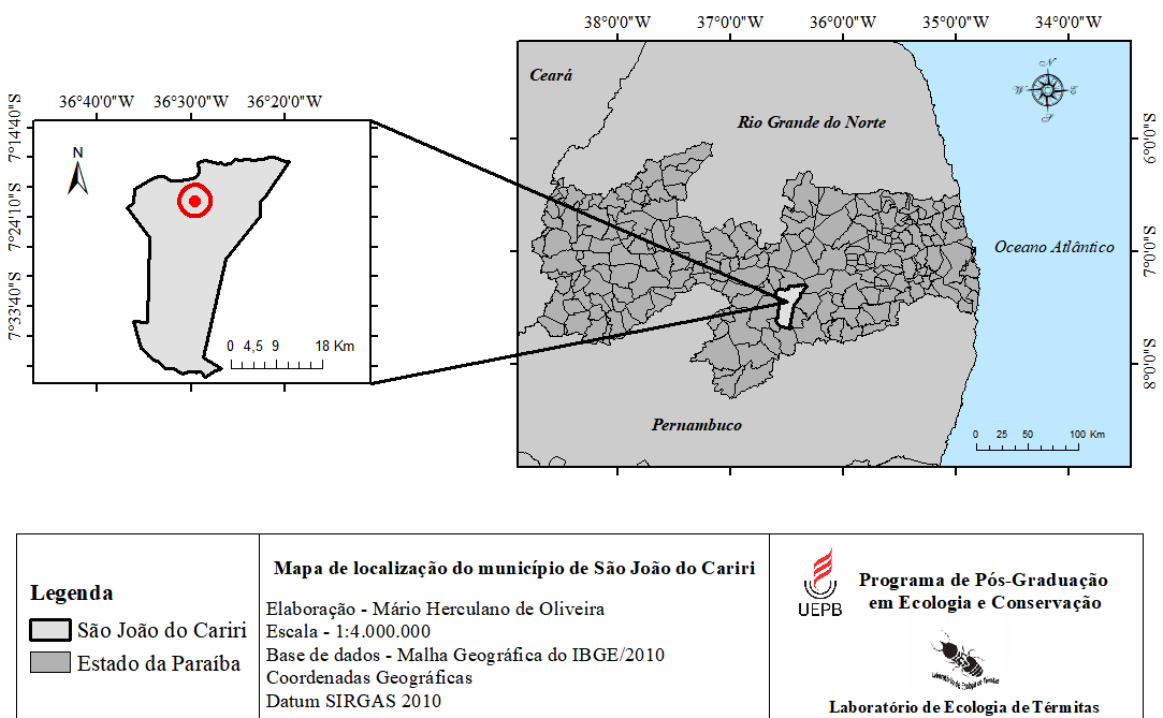 38°0'0"W 37°0'0"W 36°0'0"W 35°0'0"W 34°0'0"W
Ceará
N
W E
S
36°40'0"W 36°30'0"W 36°20'0"W
Rio Grande do Norte
6°0'0"S
7°14'40"S
N
7°24'10"S
Oceano Atlântico
7°0'0"S
7°33'40"S
0 4,5 9 18 Km
8°0'0"S
Pernambuco
0 25 50 100 Km
Legenda
São João do Cariri
Estado da Paraíba
Mapa de localização do município de São João do Cariri
Elaboração - Mário Herculano de Oliveira
Escala - 1:4.000.000
Base de dados - Malha Geográfica do IBGE/2010
Coordenadas Geográficas
Datum SIRGAS 2010
UEPB
Programa de Pós-Graduação
em Ecologia e Conservação
Laboratório de Ecologia de Térmitas
Laboratório de Ecologia de Térmitas